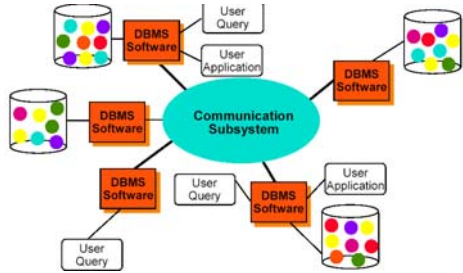 User
Query
DBMS
Software
User
Application
DBMS
Software
DBMS
Software
Communication
Subsystem
DBMS
Software
User
Query
DBMS
Software
User
Application
User
Query